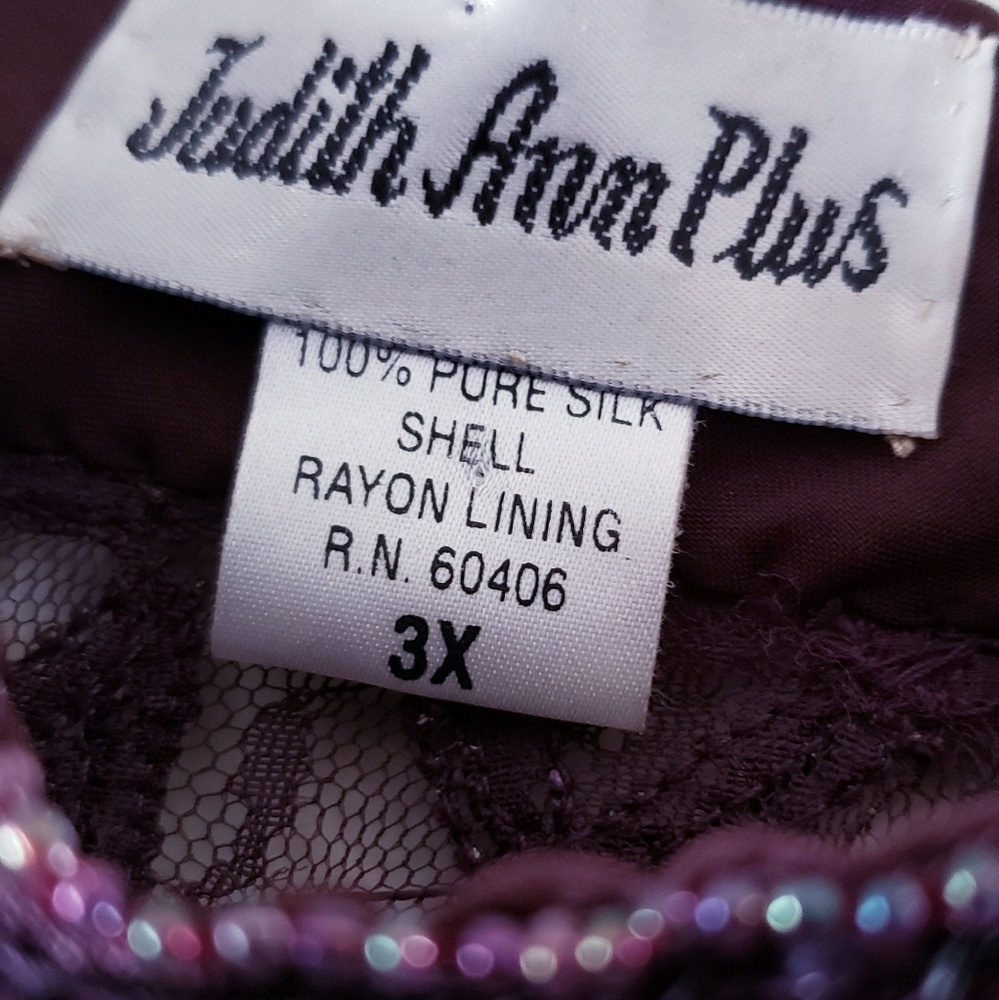 Judith Ann Plus
100% PURE SILK
SHELL
RAYON LINING
R.N. 60406
3X